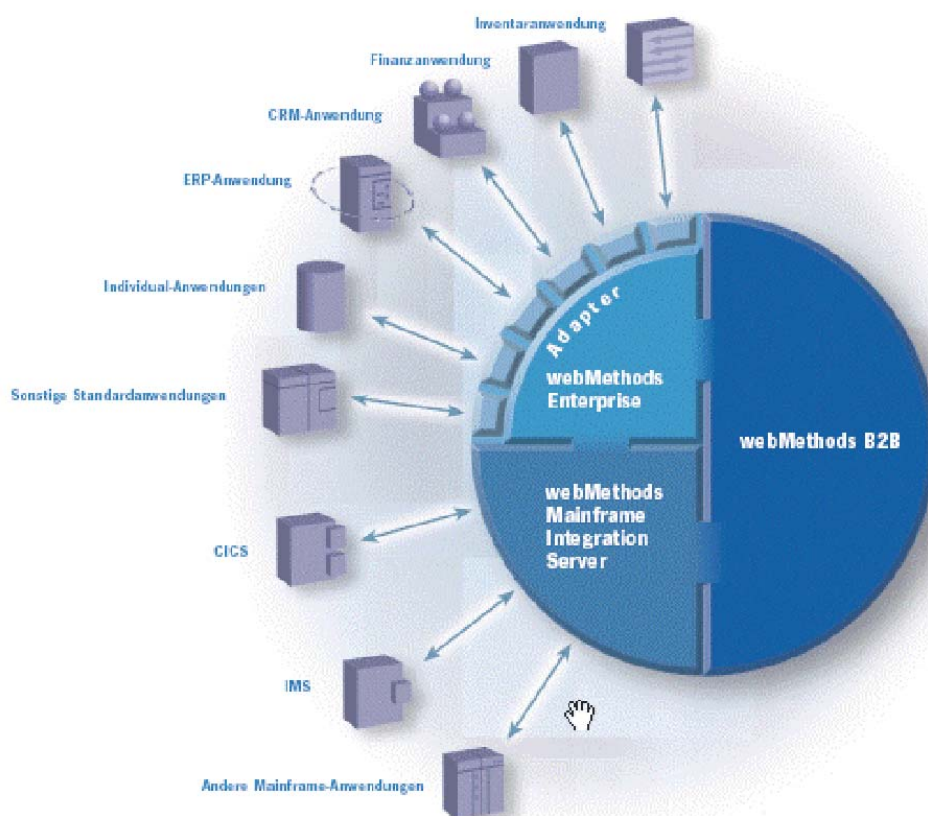 Inventaranwendung
Finanzanwendung
CRM-Anwendung
ERP-Anwendung
Individual-Anwendungen
Sonstige Standardanwendungen
CICS
IMS
Andere Mainframe-Anwendungen
Adapter
webMethods
Enterprise
webMethods
Mainframe
Integration
Server
webMethods B2B